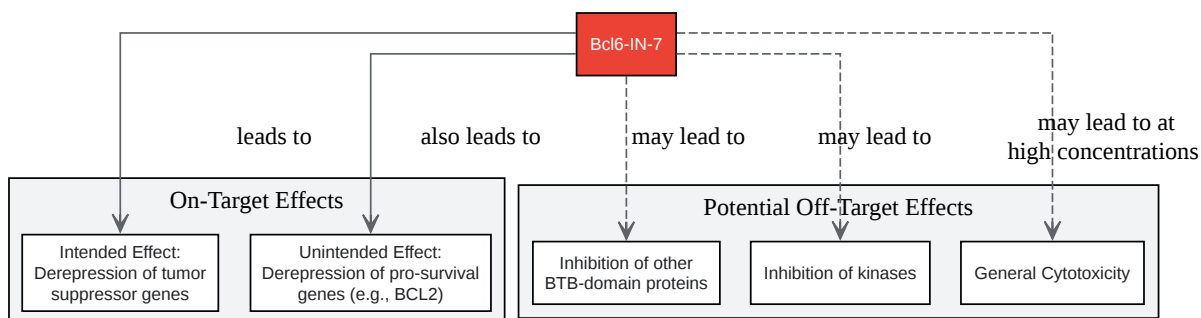 Bcl6-IN-7
leads to
also leads to
may lead to
may lead to
may lead to at
high concentrations
On-Target Effects
Potential Off-Target Effects
Intended Effect:
Derepression of tumor
suppressor genes
Unintended Effect:
Derepression of pro-survival
genes (e.g., BCL2)
Inhibition of other
BTB-domain proteins
Inhibition of kinases
General Cytotoxicity